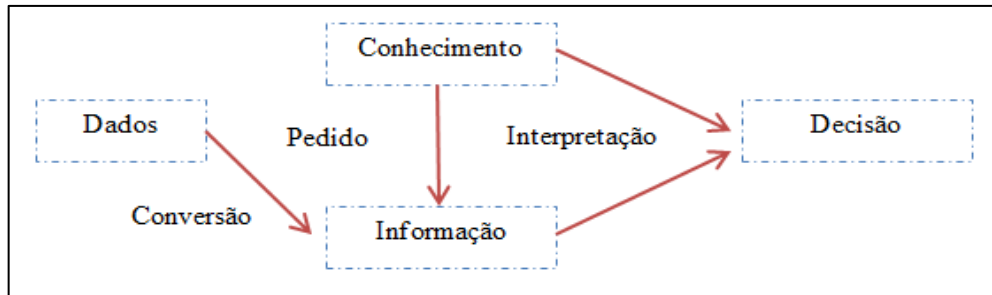 Conhecimento
Dados
Pedido
Interpretação
Decisão
Conversão
Informação